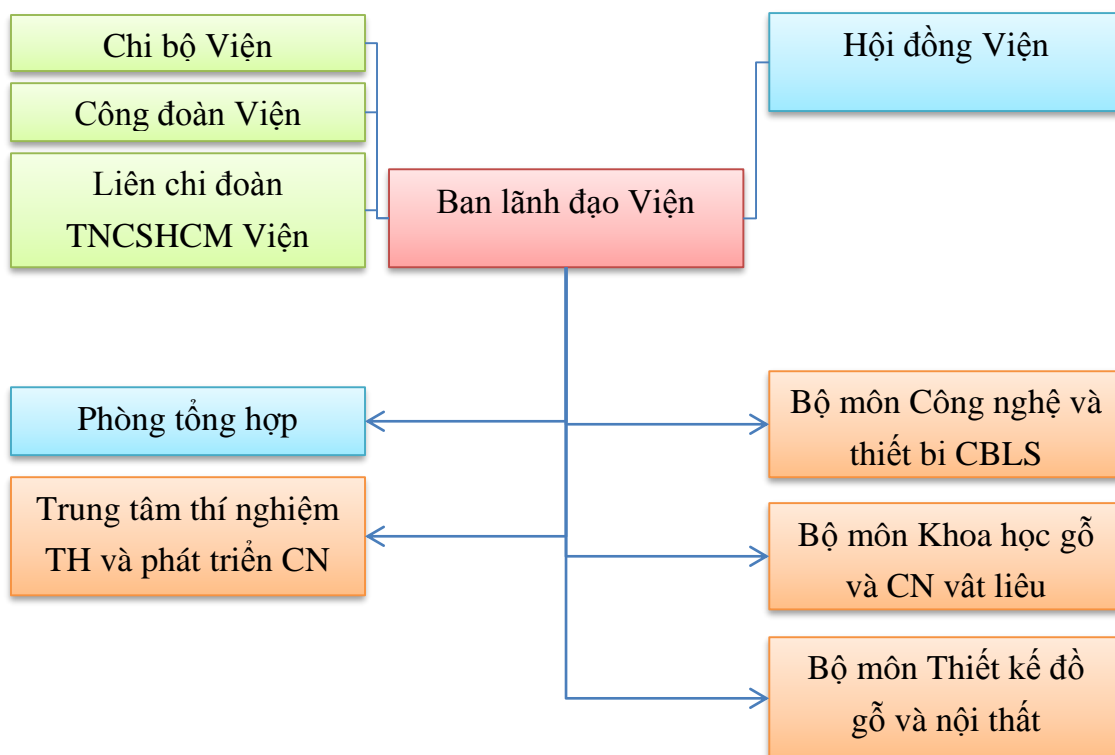 Chi bộ Viện
Công đoàn Viện
Liên chi đoàn
TNCSHCM Viện
Hội đồng Viện
Ban lãnh đạo Viện
Phòng tổng hợp
Trung tâm thí nghiệm
TH và phát triển CN
Bộ môn Công nghệ và
thiết bi CBLS
Bộ môn Khoa học gỗ
và CN vât liêu
Bộ môn Thiết kế đồ
gỗ và nội thất